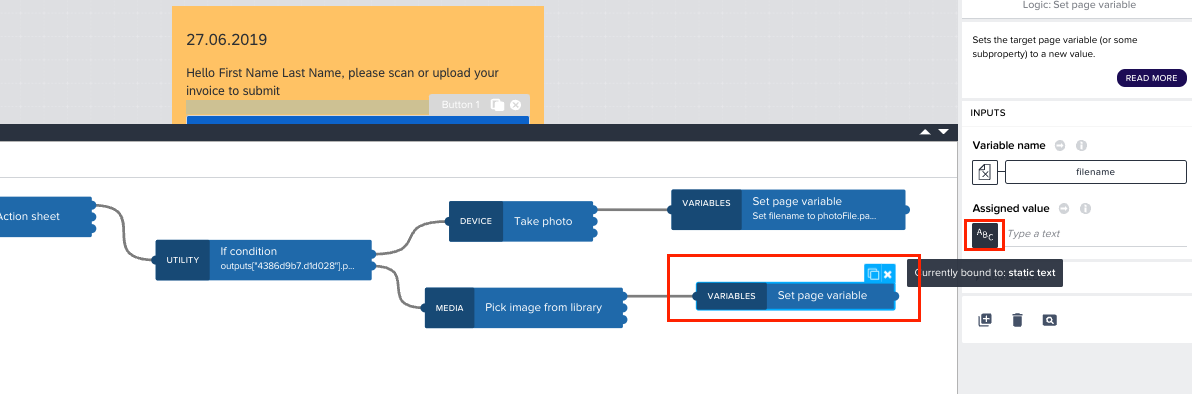 Logic: Set page variable
27.06.2019
Hello First Name Last Name, please scan or upload your
invoice to submit
Button 1
Sets the target page variable (or some
subproperty) to a new value.
READ MORE
INPUTS
Variable name
filename
Assigned value
ABC
Type a text
Currently bound to: static text
Action sheet
UTILITY
If condition
outputs["4386d9b7.d1d028"].p...
DEVICE
Take photo
VARIABLES
Set page variable
Set filename to photoFile.pa...
MEDIA
Pick image from library
VARIABLES
Set page variable